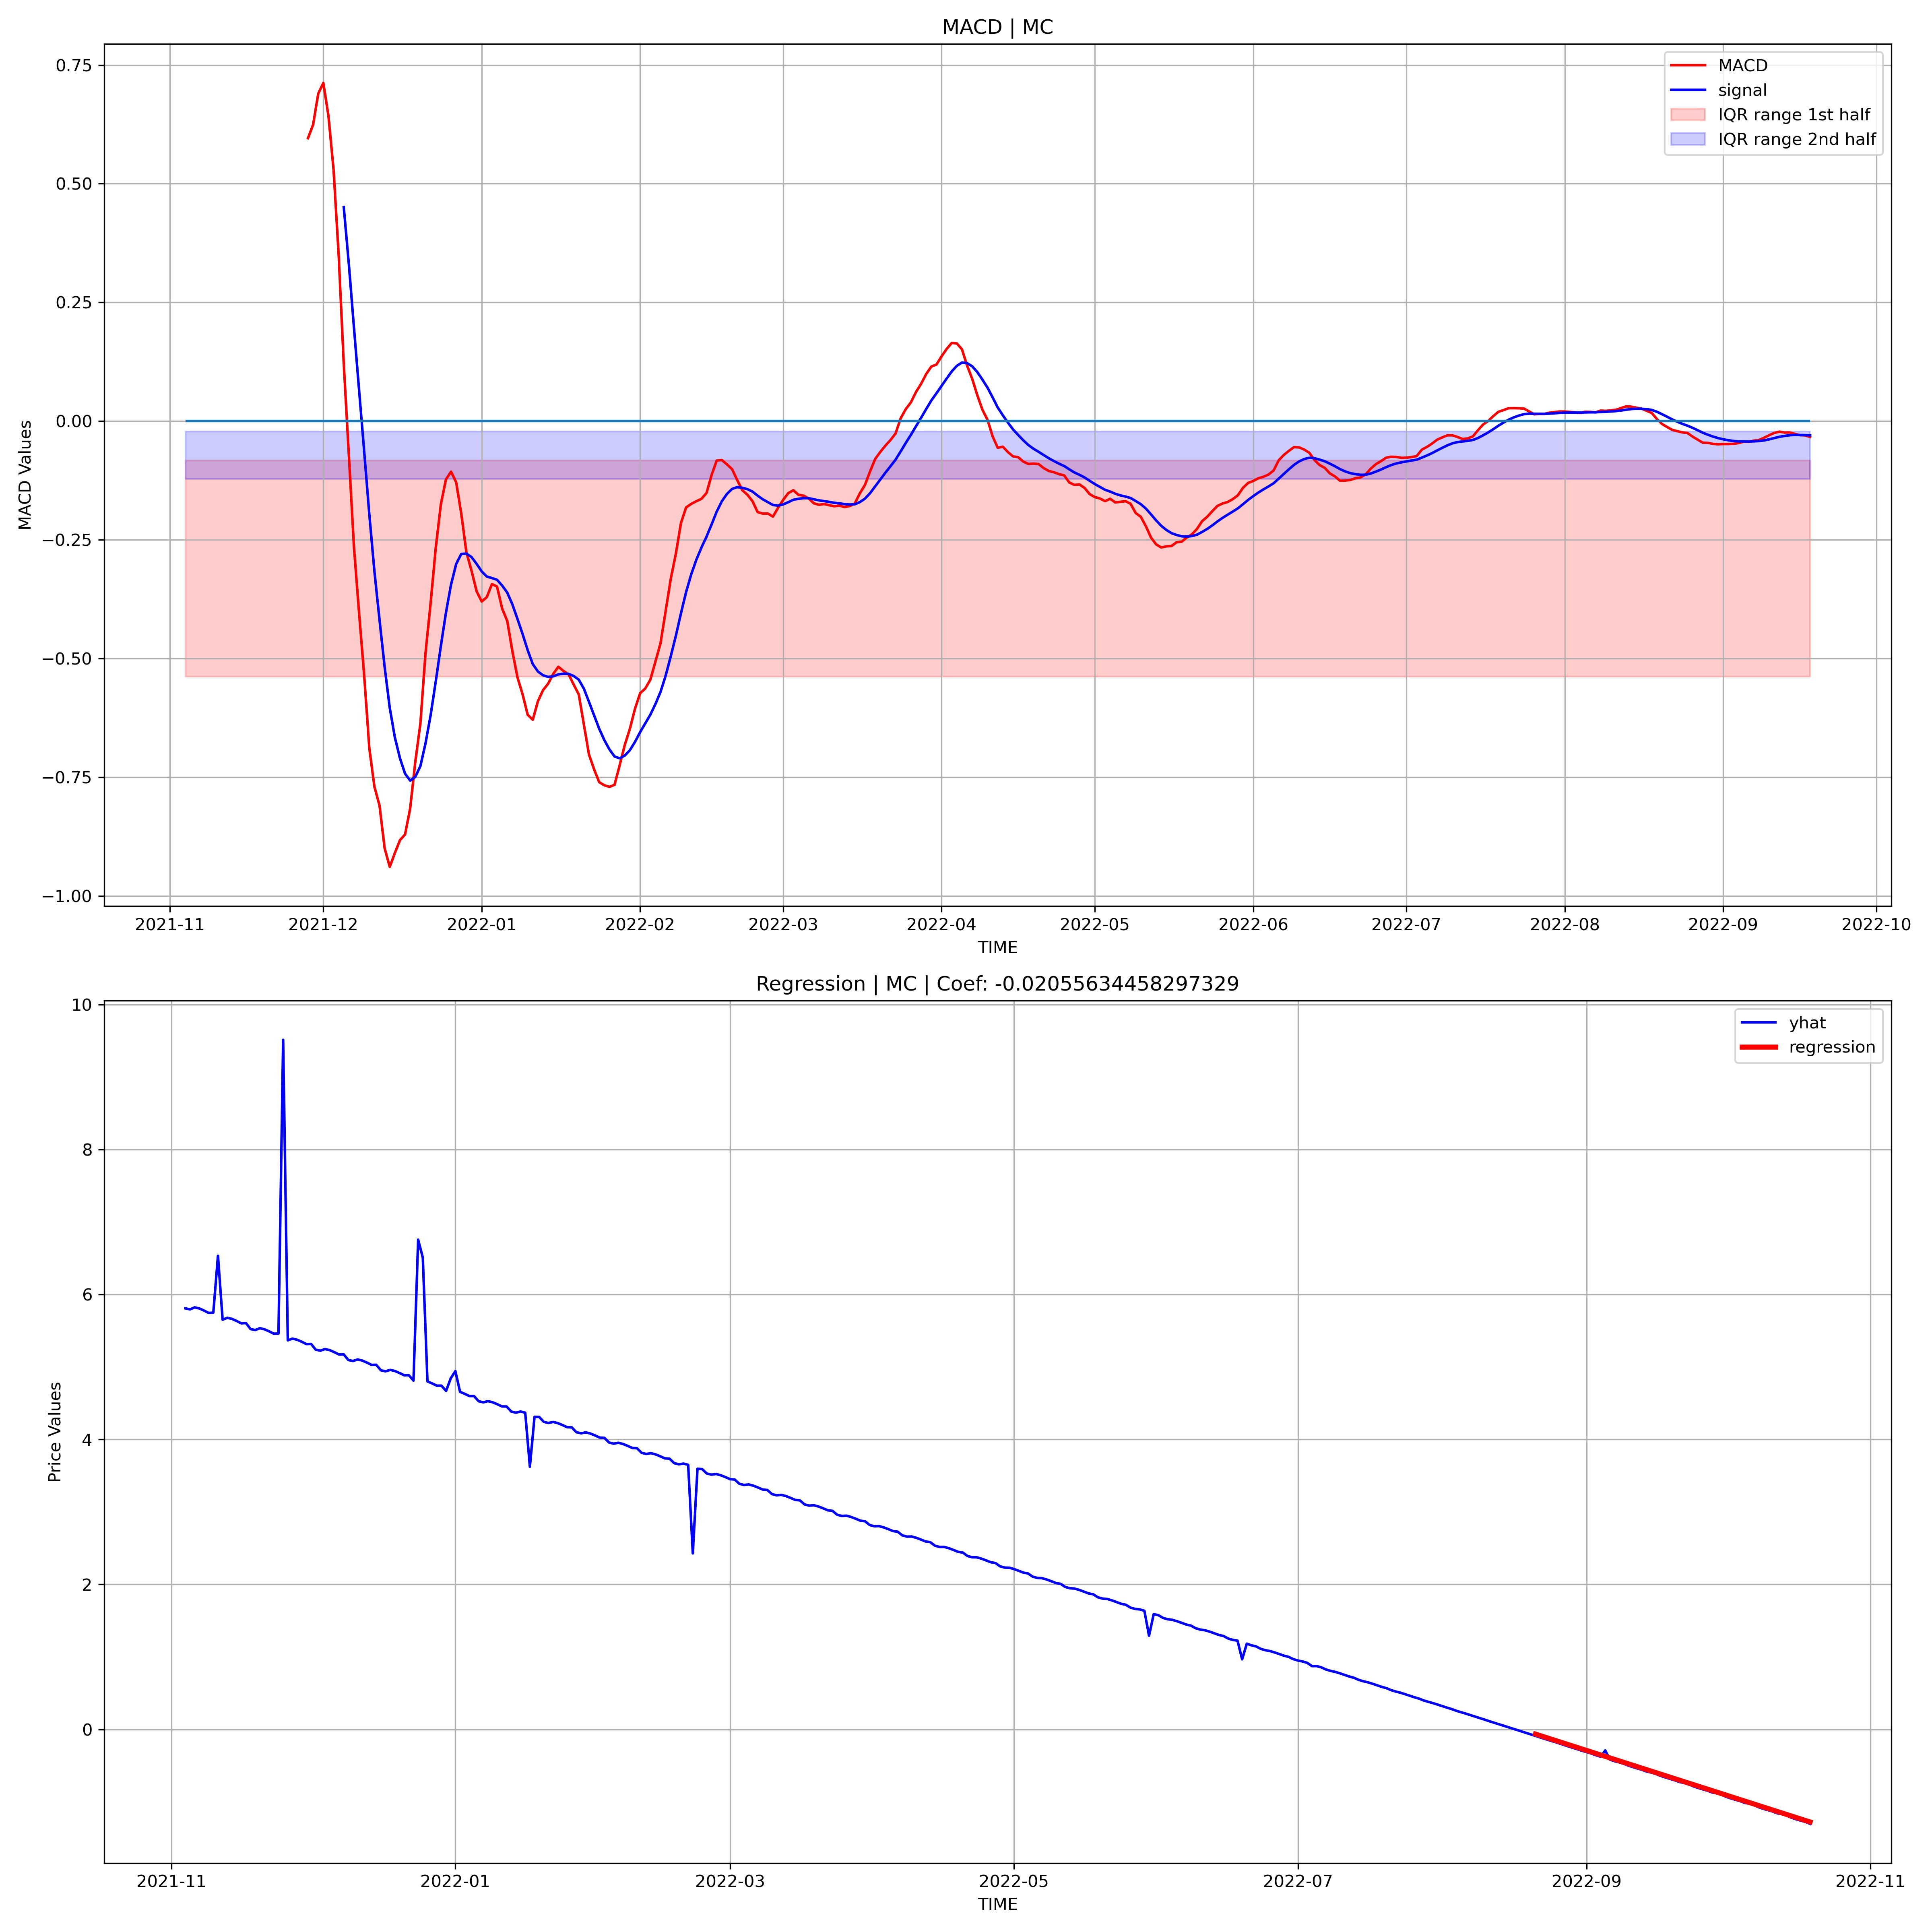 MACD | MC
MACD
signal
IQR range 1st half
IQR range 2nd half
0.75
0.50
0.25
0.00
−0.25
−0.50
−0.75
−1.00
MACD Values
2021-11 2021-12 2022-01 2022-02 2022-03 2022-04 2022-05 2022-06 2022-07 2022-08 2022-09 2022-10
TIME
Regression | MC | Coef: -0.02055634458297329
yhat
regression
10
8
6
4
2
0
Price Values
2021-11 2022-01 2022-03 2022-05 2022-07 2022-09 2022-11
TIME